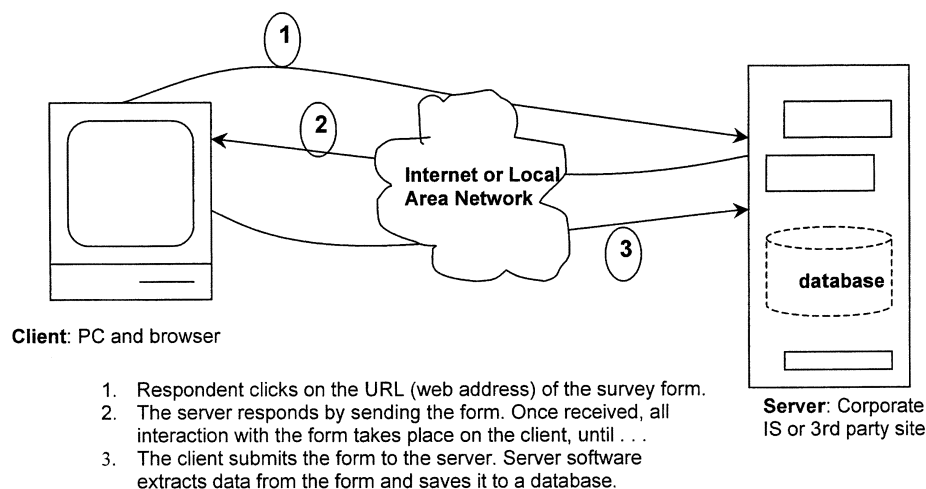 1
2
Internet or Local
Area Network
3
database
Client: PC and browser
1. Respondent clicks on the URL (web address) of the survey form.
2. The server responds by sending the form. Once received, all
interaction with the form takes place on the client, until . . .
3. The client submits the form to the server. Server software
extracts data from the form and saves it to a database.
Server: Corporate
IS or 3rd party site